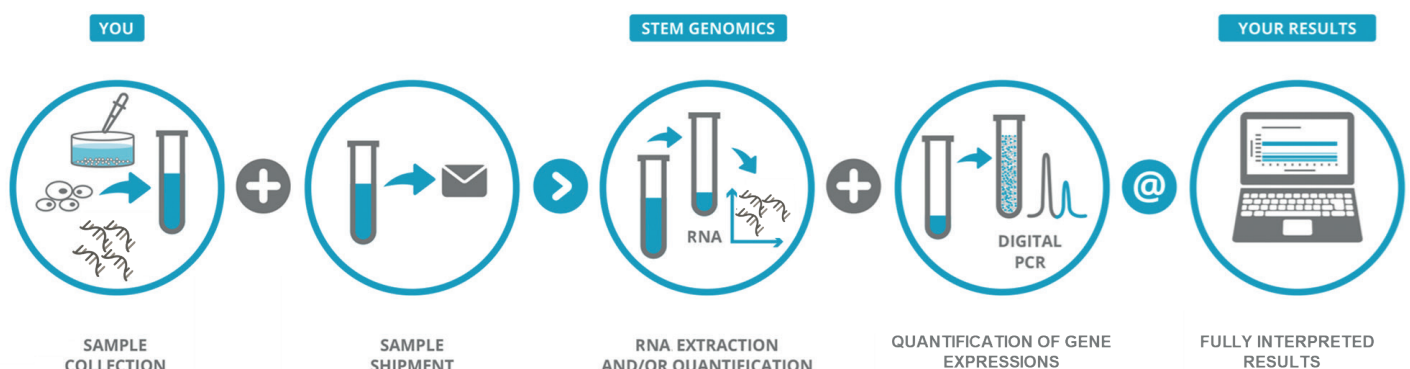 YOU
STEM GENOMICS
YOUR RESULTS
@
RNA
DIGITAL
PCR
SAMPLE
COLLECTION
SAMPLE
SHIPMENT
RNA EXTRACTION
AND/OR QUANTIFICATION
QUANTIFICATION OF GENE
EXPRESSIONS
FULLY INTERPRETED
RESULTS